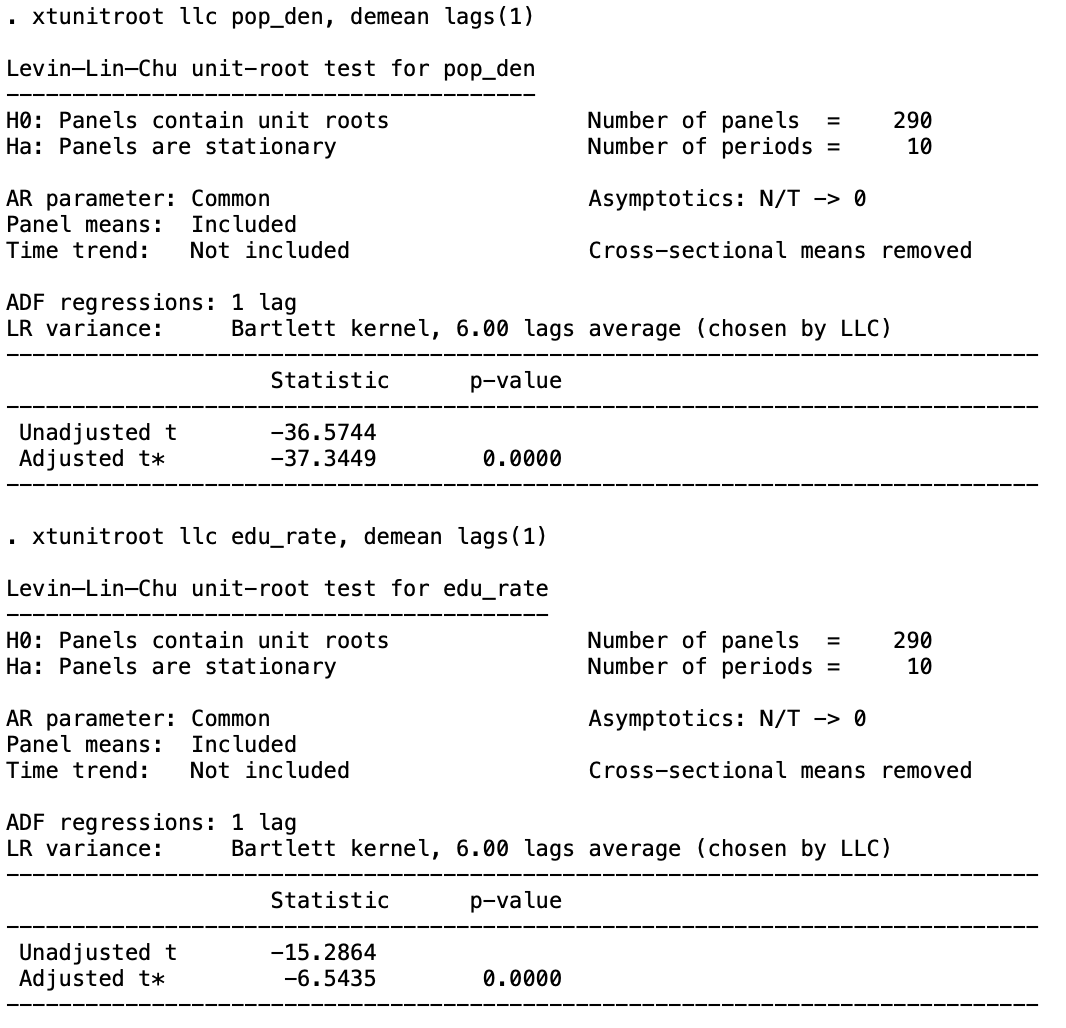 . xtunitroot llc pop_den, demean lags(1)
Levin–Lin–Chu unit-root test for pop_den
----------------------------------------
H0: Panels contain unit roots                Number of panels  =    290
Ha: Panels are stationary                    Number of periods =     10
AR parameter: Common                         Asymptotics: N/T -> 0
Panel means:  Included
Time trend:   Not included                   Cross-sectional means removed
ADF regressions: 1 lag
LR variance:     Bartlett kernel, 6.00 lags average (chosen by LLC)
------------------------------------------------------------------------------
                    Statistic      p-value
------------------------------------------------------------------------------
 Unadjusted t       -36.5744
 Adjusted t*        -37.3449        0.0000
------------------------------------------------------------------------------
. xtunitroot llc edu_rate, demean lags(1)
Levin–Lin–Chu unit-root test for edu_rate
-----------------------------------------
H0: Panels contain unit roots                Number of panels  =    290
Ha: Panels are stationary                    Number of periods =     10
AR parameter: Common                         Asymptotics: N/T -> 0
Panel means:  Included
Time trend:   Not included                   Cross-sectional means removed
ADF regressions: 1 lag
LR variance:     Bartlett kernel, 6.00 lags average (chosen by LLC)
------------------------------------------------------------------------------
                    Statistic      p-value
------------------------------------------------------------------------------
 Unadjusted t       -15.2864
 Adjusted t*         -6.5435        0.0000
------------------------------------------------------------------------------